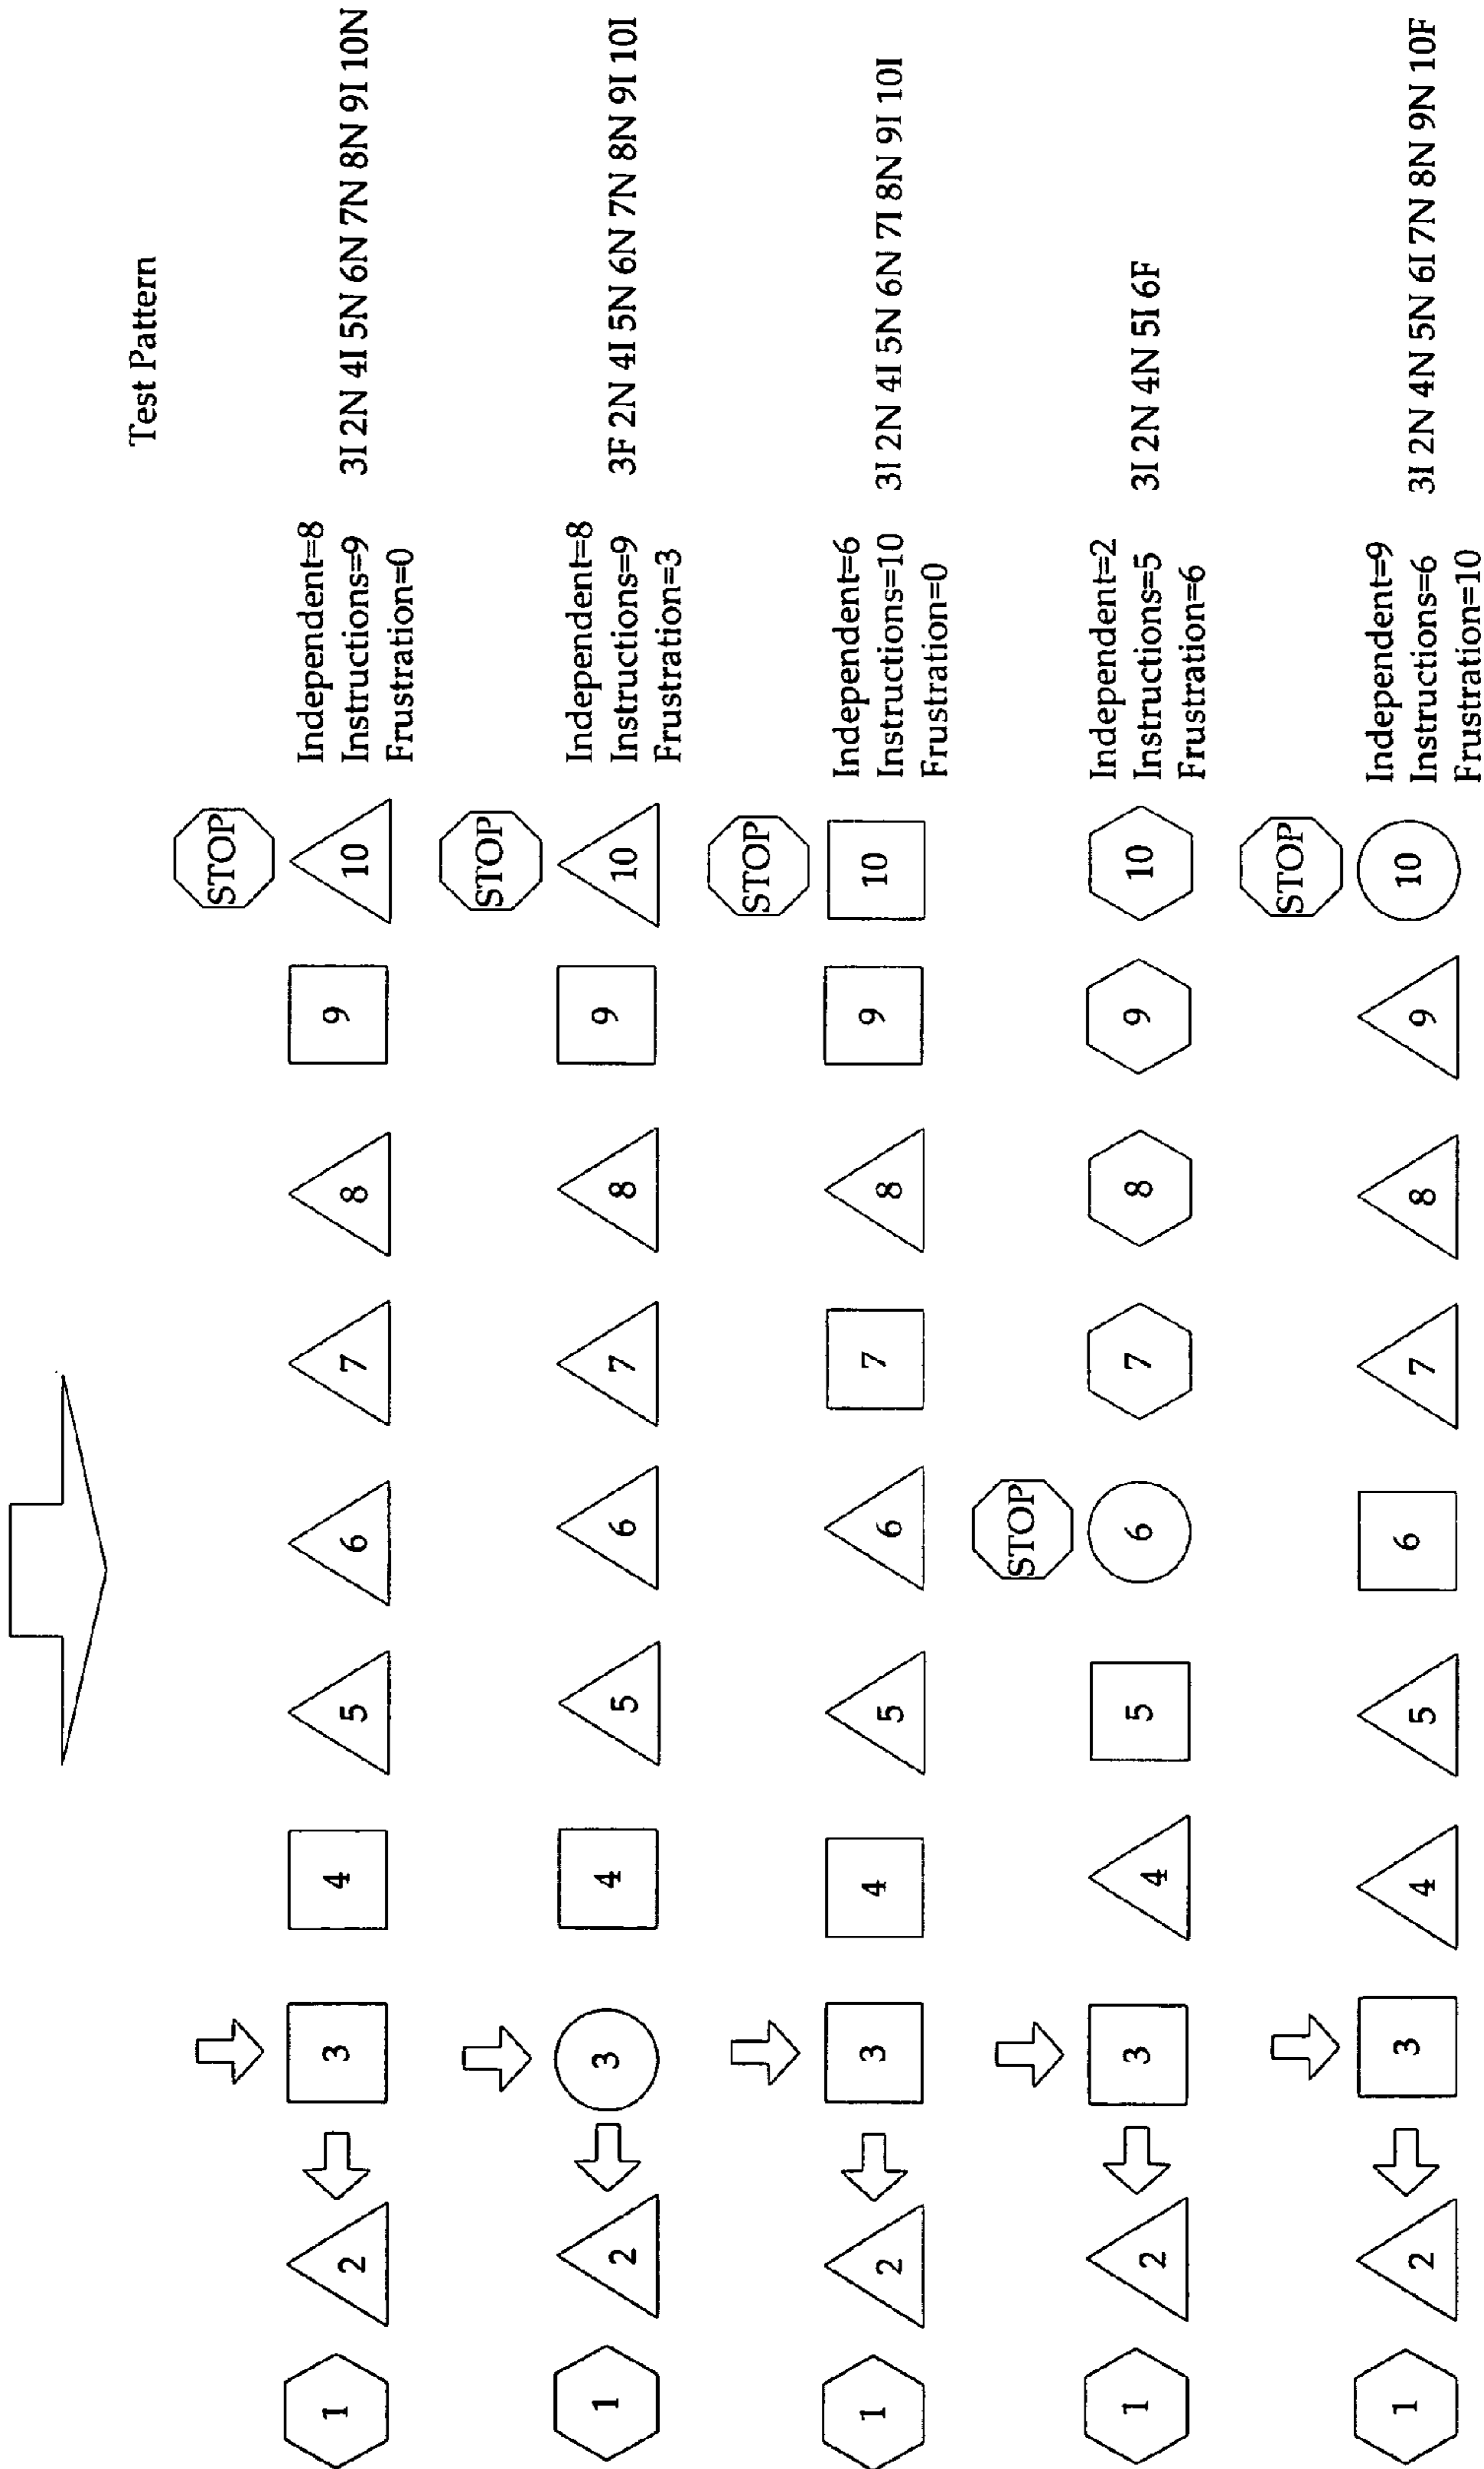 Test Pattern
STOP
1 2 3 4 5 6 7 8 9 10
Independent=8
Instructions=9
Frustration=0
3I 2N 4I 5N 6N 7N 8N 9I 10N
STOP
1 2 3 4 5 6 7 8 9 10
Independent=8
Instructions=9
Frustration=3
3F 2N 4I 5N 6N 7N 8N 9I 10I
STOP
1 2 3 4 5 6 7 8 9 10
Independent=6
Instructions=10
Frustration=0
3I 2N 4I 5N 6N 7I 8N 9I 10I
STOP
1 2 3 4 5 6 7 8 9 10
Independent=2
Instructions=5
Frustration=6
3I 2N 4N 5I 6F
STOP
1 2 3 4 5 6 7 8 9 10
Independent=9
Instructions=6
Frustration=10
3I 2N 4N 5N 6I 7N 8N 9N 10F